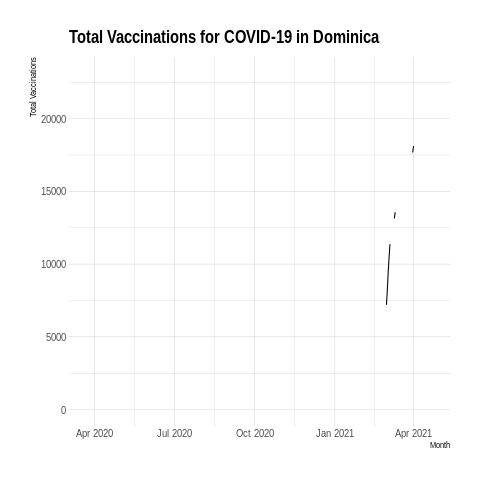 Total Vaccinations for COVID-19 in Dominica
Total Vaccinations
20000
15000
10000
5000
0
Apr 2020 Jul 2020 Oct 2020 Jan 2021 Apr 2021
Month